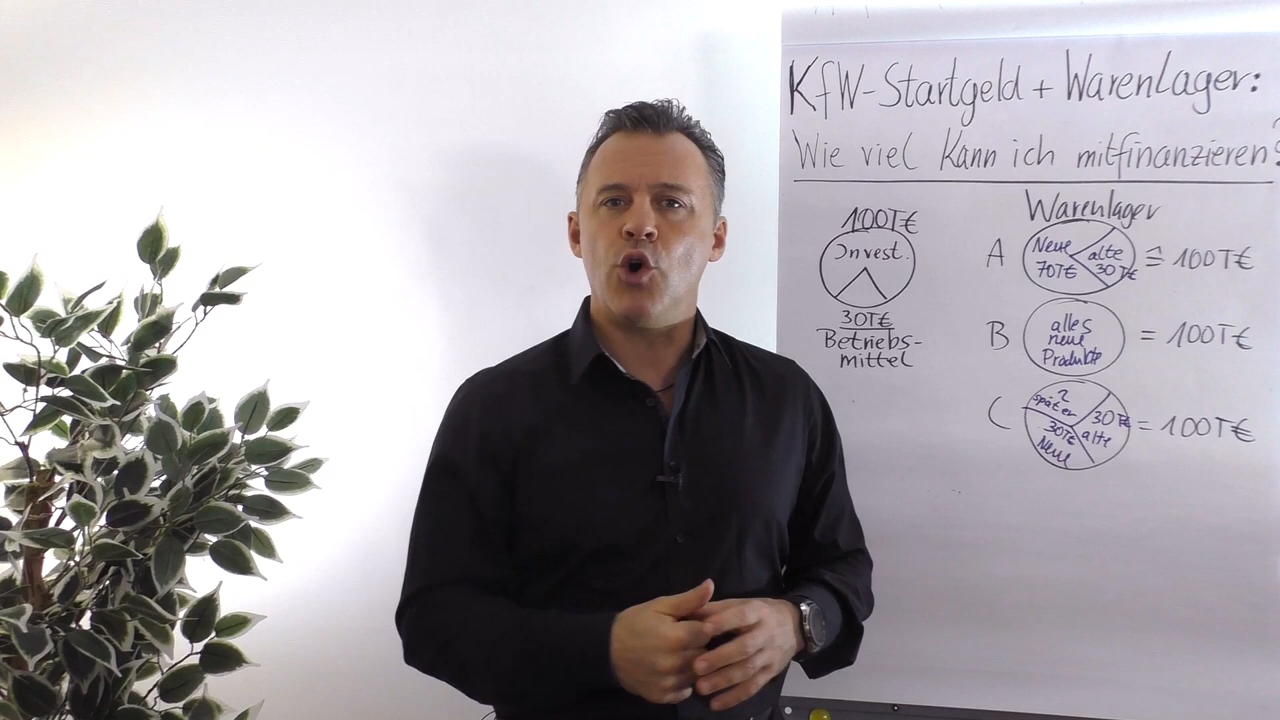 KfW-Startgeld + Warenlager:
Wie viel kann ich mitfinanzieren?
100T€
Invest.
30T€
Betriebs-
mittel
Warenlager
A Neue 70T€ alte 30T€ ≙ 100T€
B alles neue Produkte = 100T€
C ? später 30T€ alte 30T€ Neue = 100T€